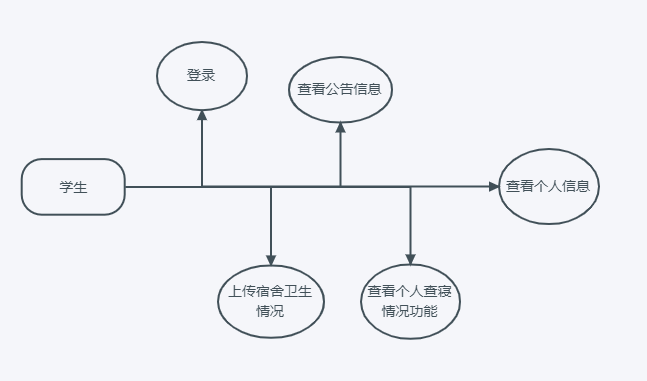 登录
查看公告信息
学生
查看个人信息
上传宿舍卫生
情况
查看个人查寝
情况功能